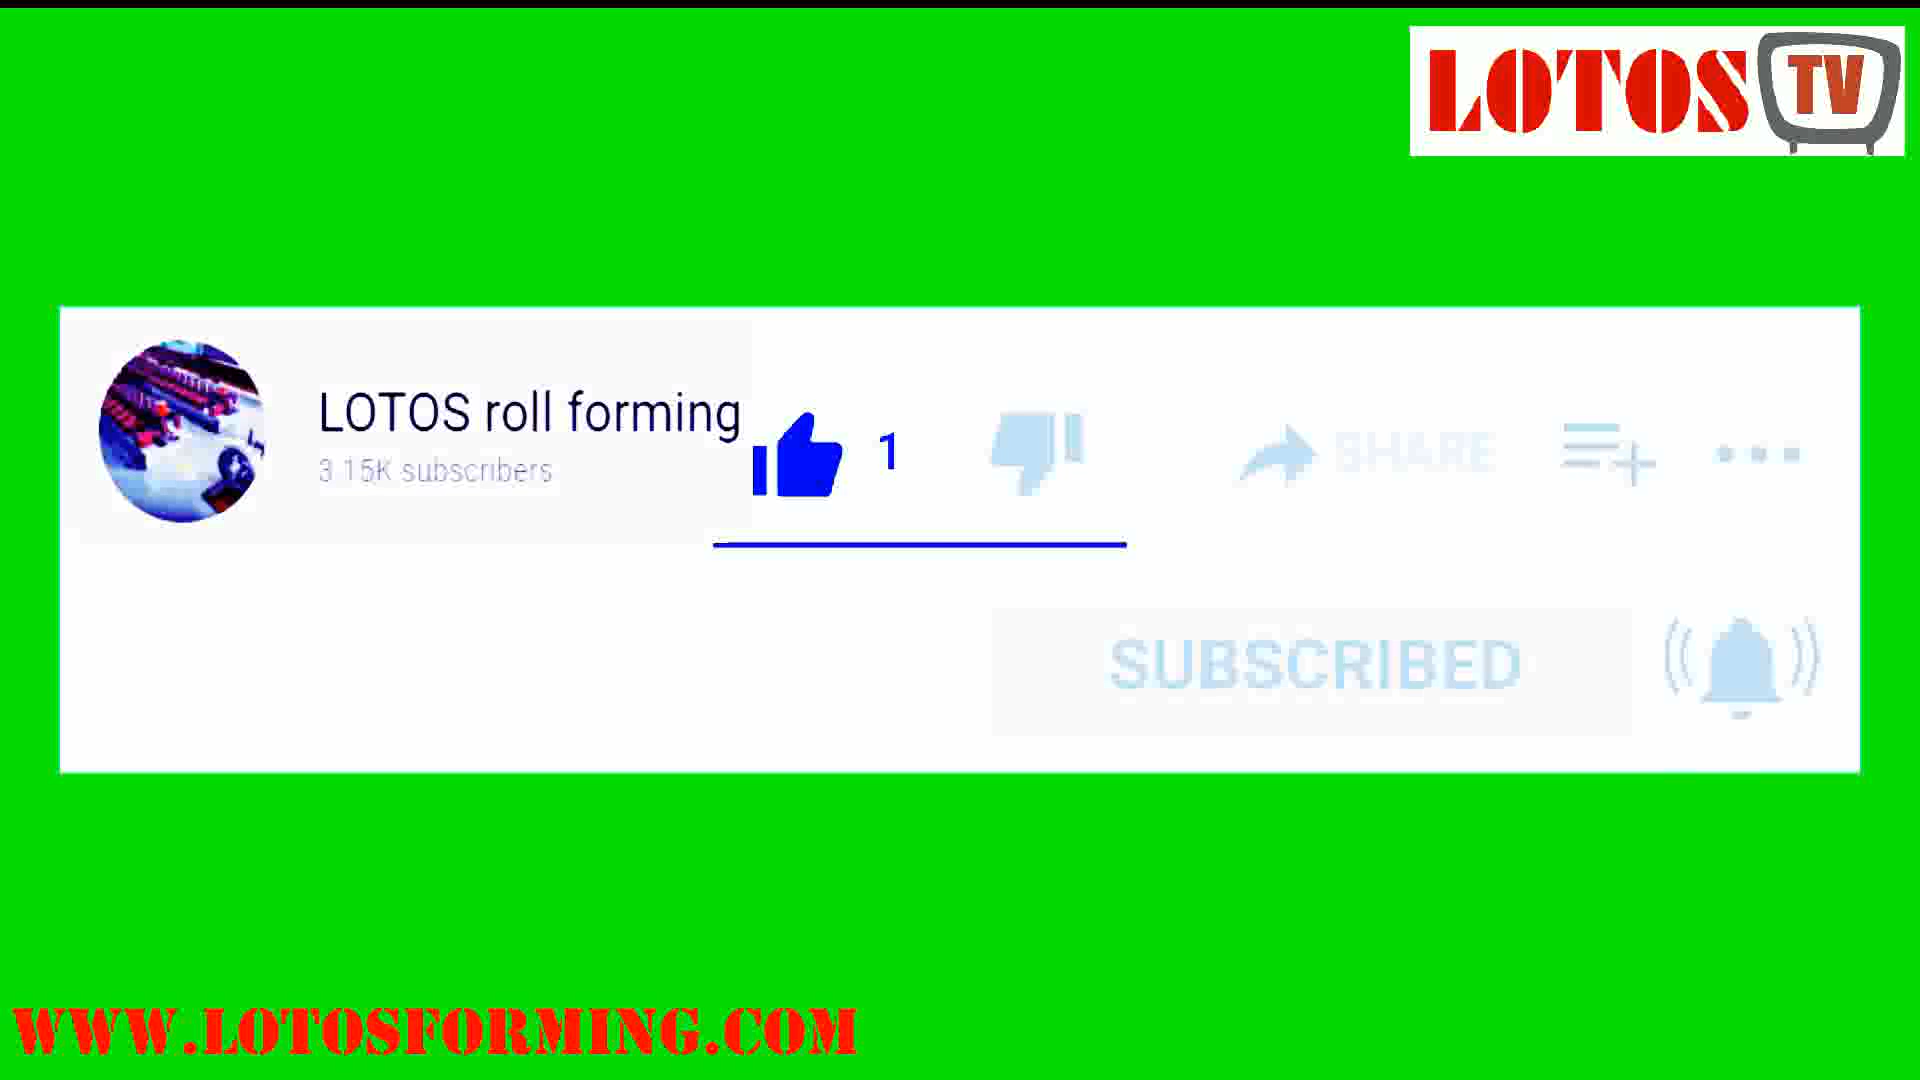 LOTOS TV
LOTOS roll forming
3.15K subscribers
1
SHARE
SUBSCRIBED
WWW.LOTOSFORMING.COM